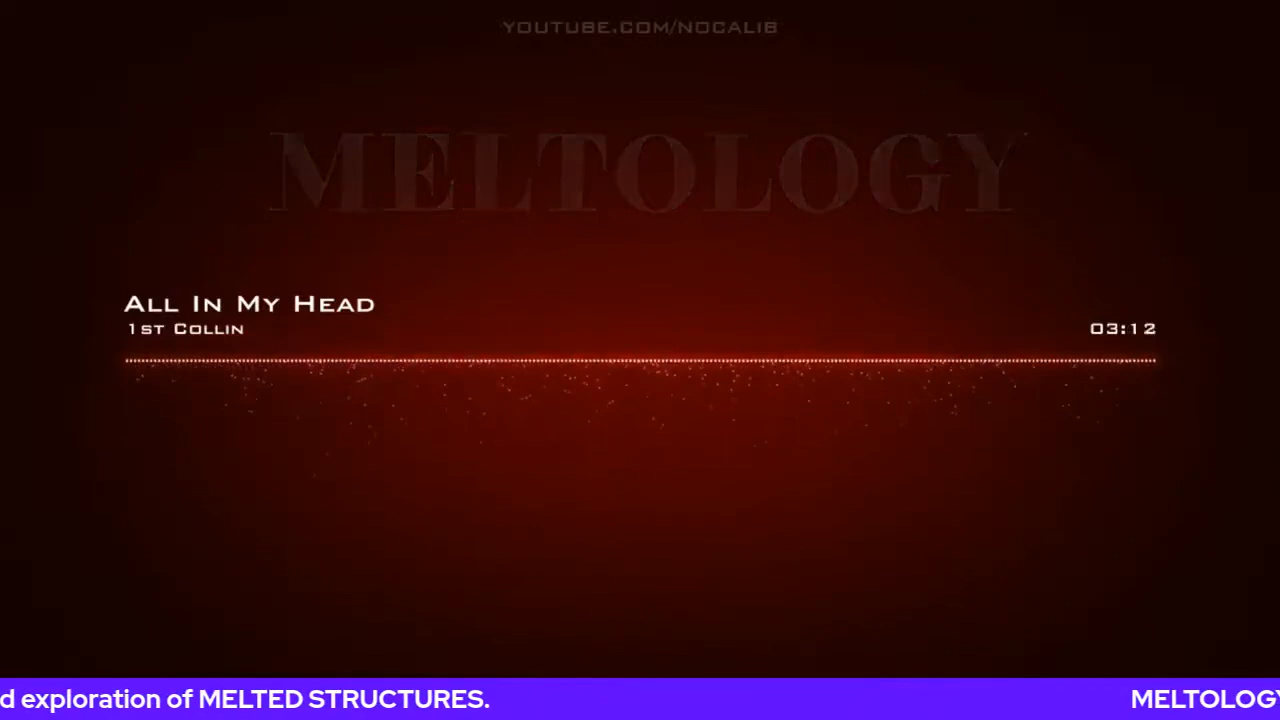 YOUTUBE.COM/NOCALIB
MELTOLOGY
ALL IN MY HEAD
1ST COLLIN
03:12
d exploration of MELTED STRUCTURES.
MELTOLOGY